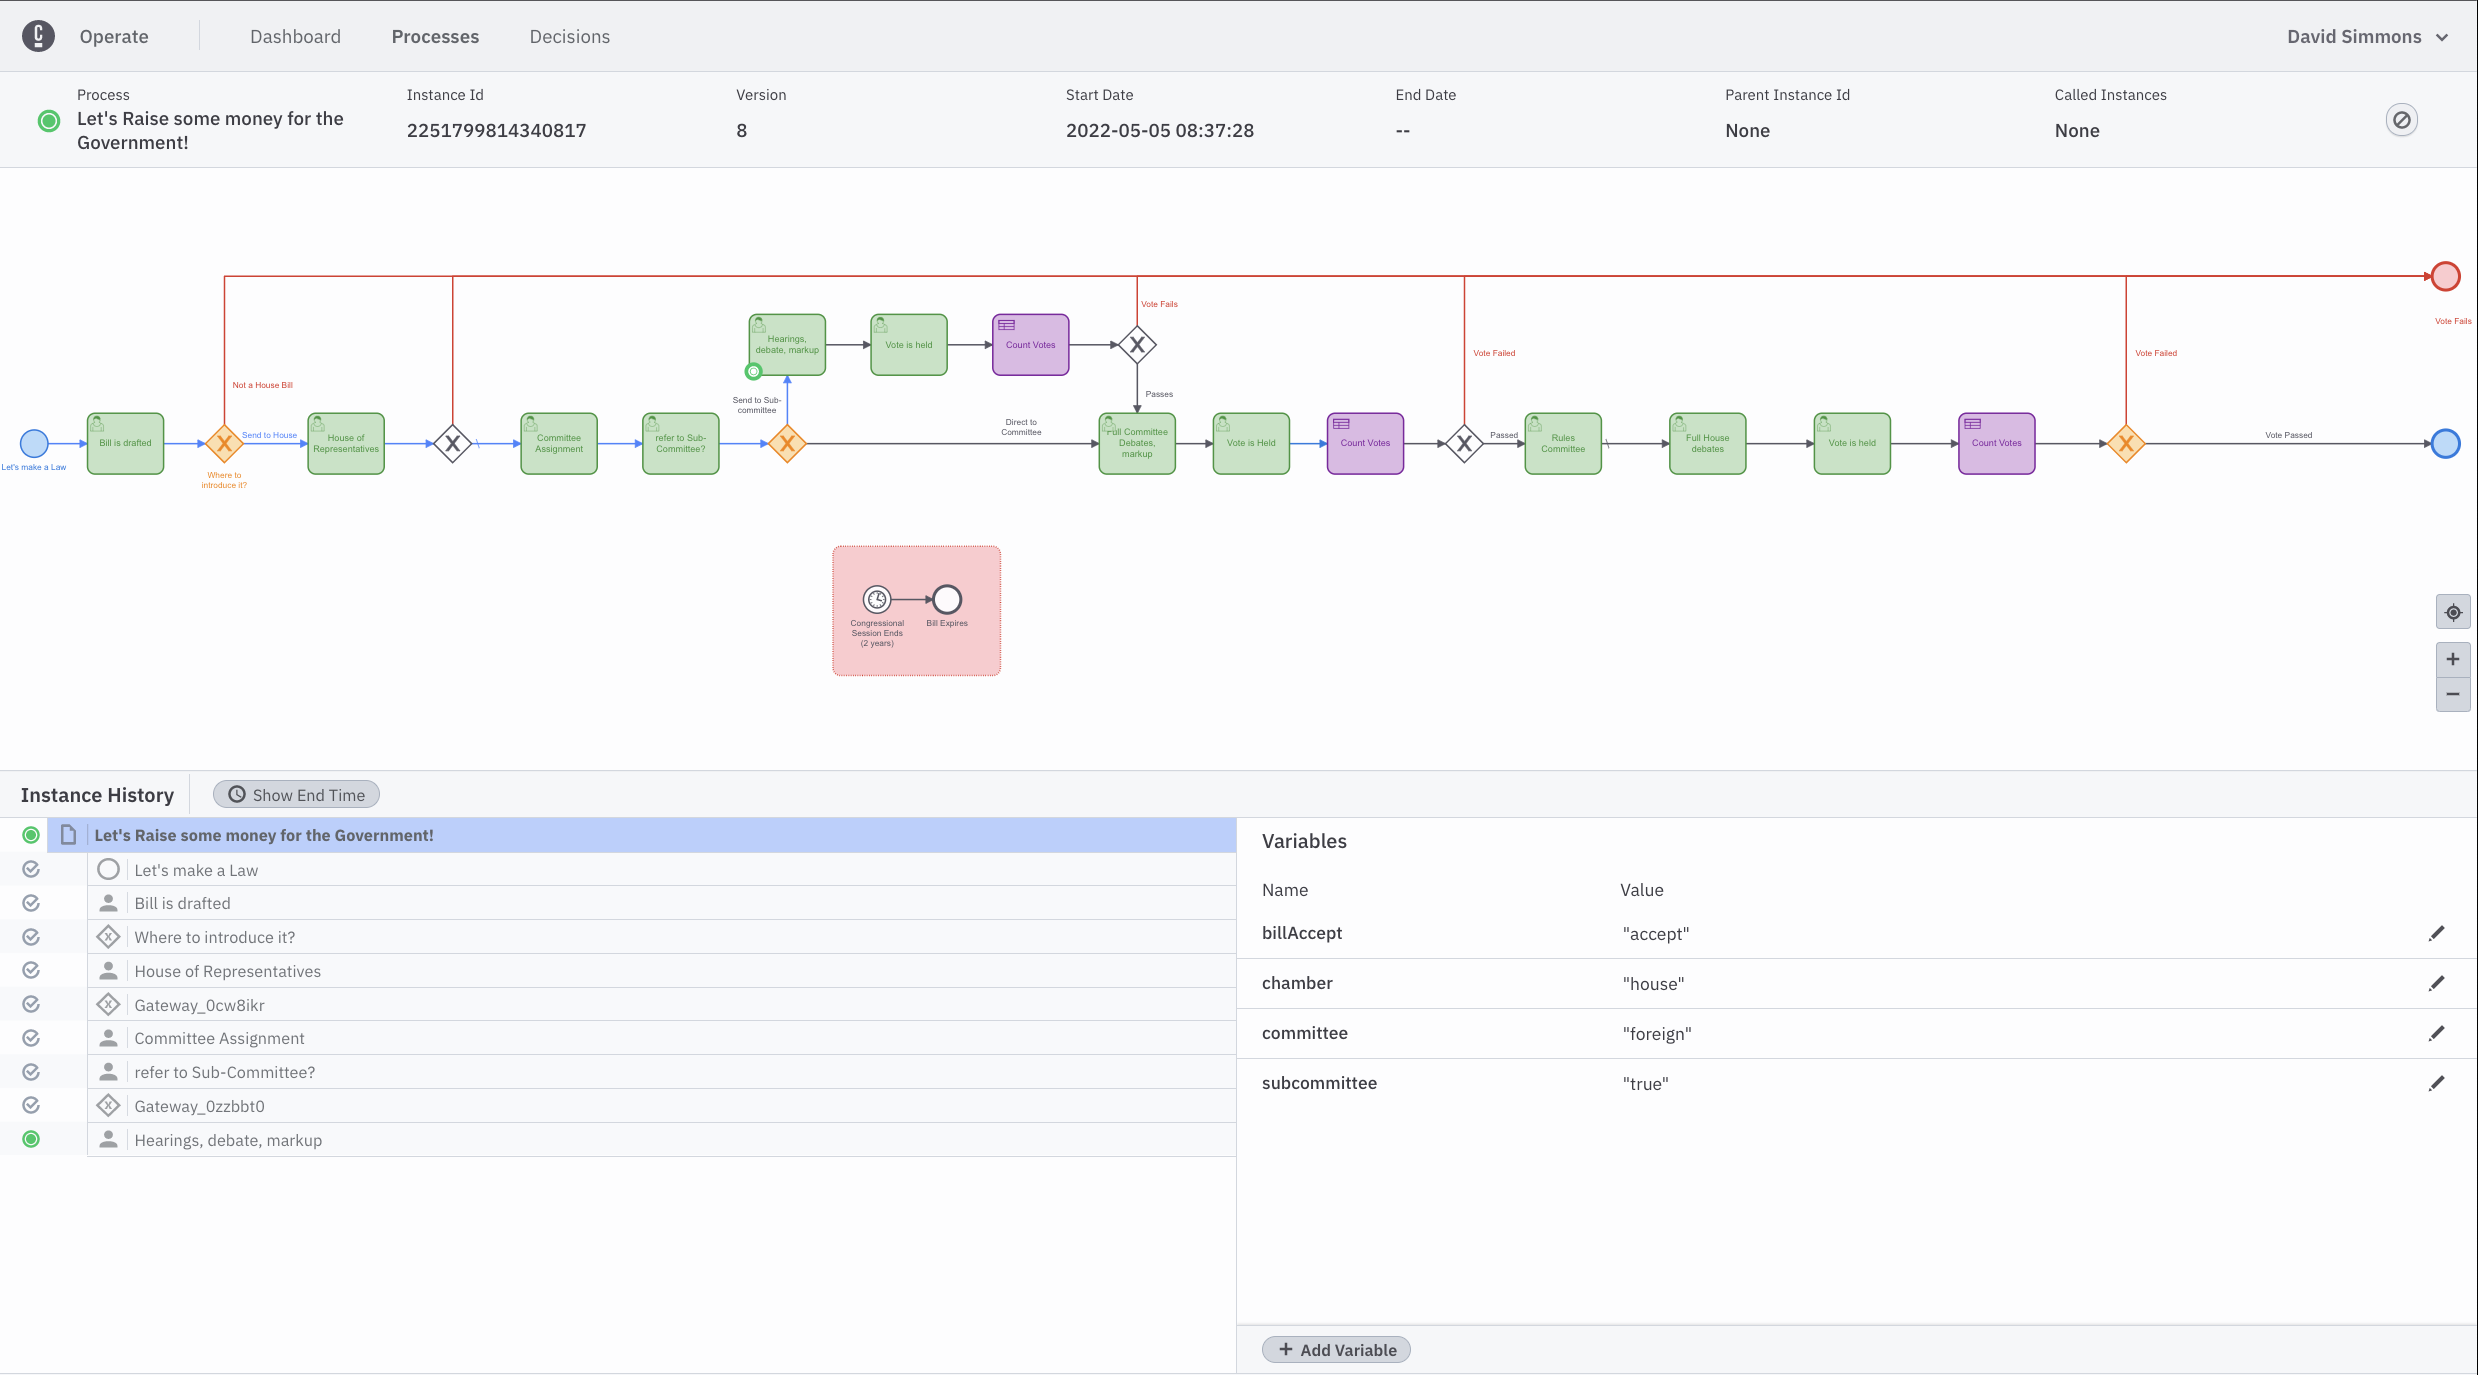 Operate
Dashboard
Processes
Decisions
David Simmons
Process
Let's Raise some money for the
Government!
Instance Id
2251799814340817
Version
8
Start Date
2022-05-05 08:37:28
End Date
--
Parent Instance Id
None
Called Instances
None
Vote Fails
Vote Fails
Hearings,
debate, markup
Vote is held
Count Votes
Vote Failed
Vote Failed
Not a House Bill
Send to Sub-
committee
Passes
Let's make a Law
Bill is drafted
Where to
introduce it?
Send to House
House of
Representatives
Committee
Assignment
refer to Sub-
Committee?
Direct to
Committee
Full Committee
Debates,
markup
Vote is Held
Count Votes
Passed
Rules
Committee
Full House
debates
Vote is held
Count Votes
Vote Passed
Congressional
Session Ends
(2 years)
Bill Expires
Instance History
Show End Time
Let's Raise some money for the Government!
Let's make a Law
Bill is drafted
Where to introduce it?
House of Representatives
Gateway_0cw8ikr
Committee Assignment
refer to Sub-Committee?
Gateway_0zzbbt0
Hearings, debate, markup
Variables
Name
Value
billAccept
"accept"
chamber
"house"
committee
"foreign"
subcommittee
"true"
Add Variable